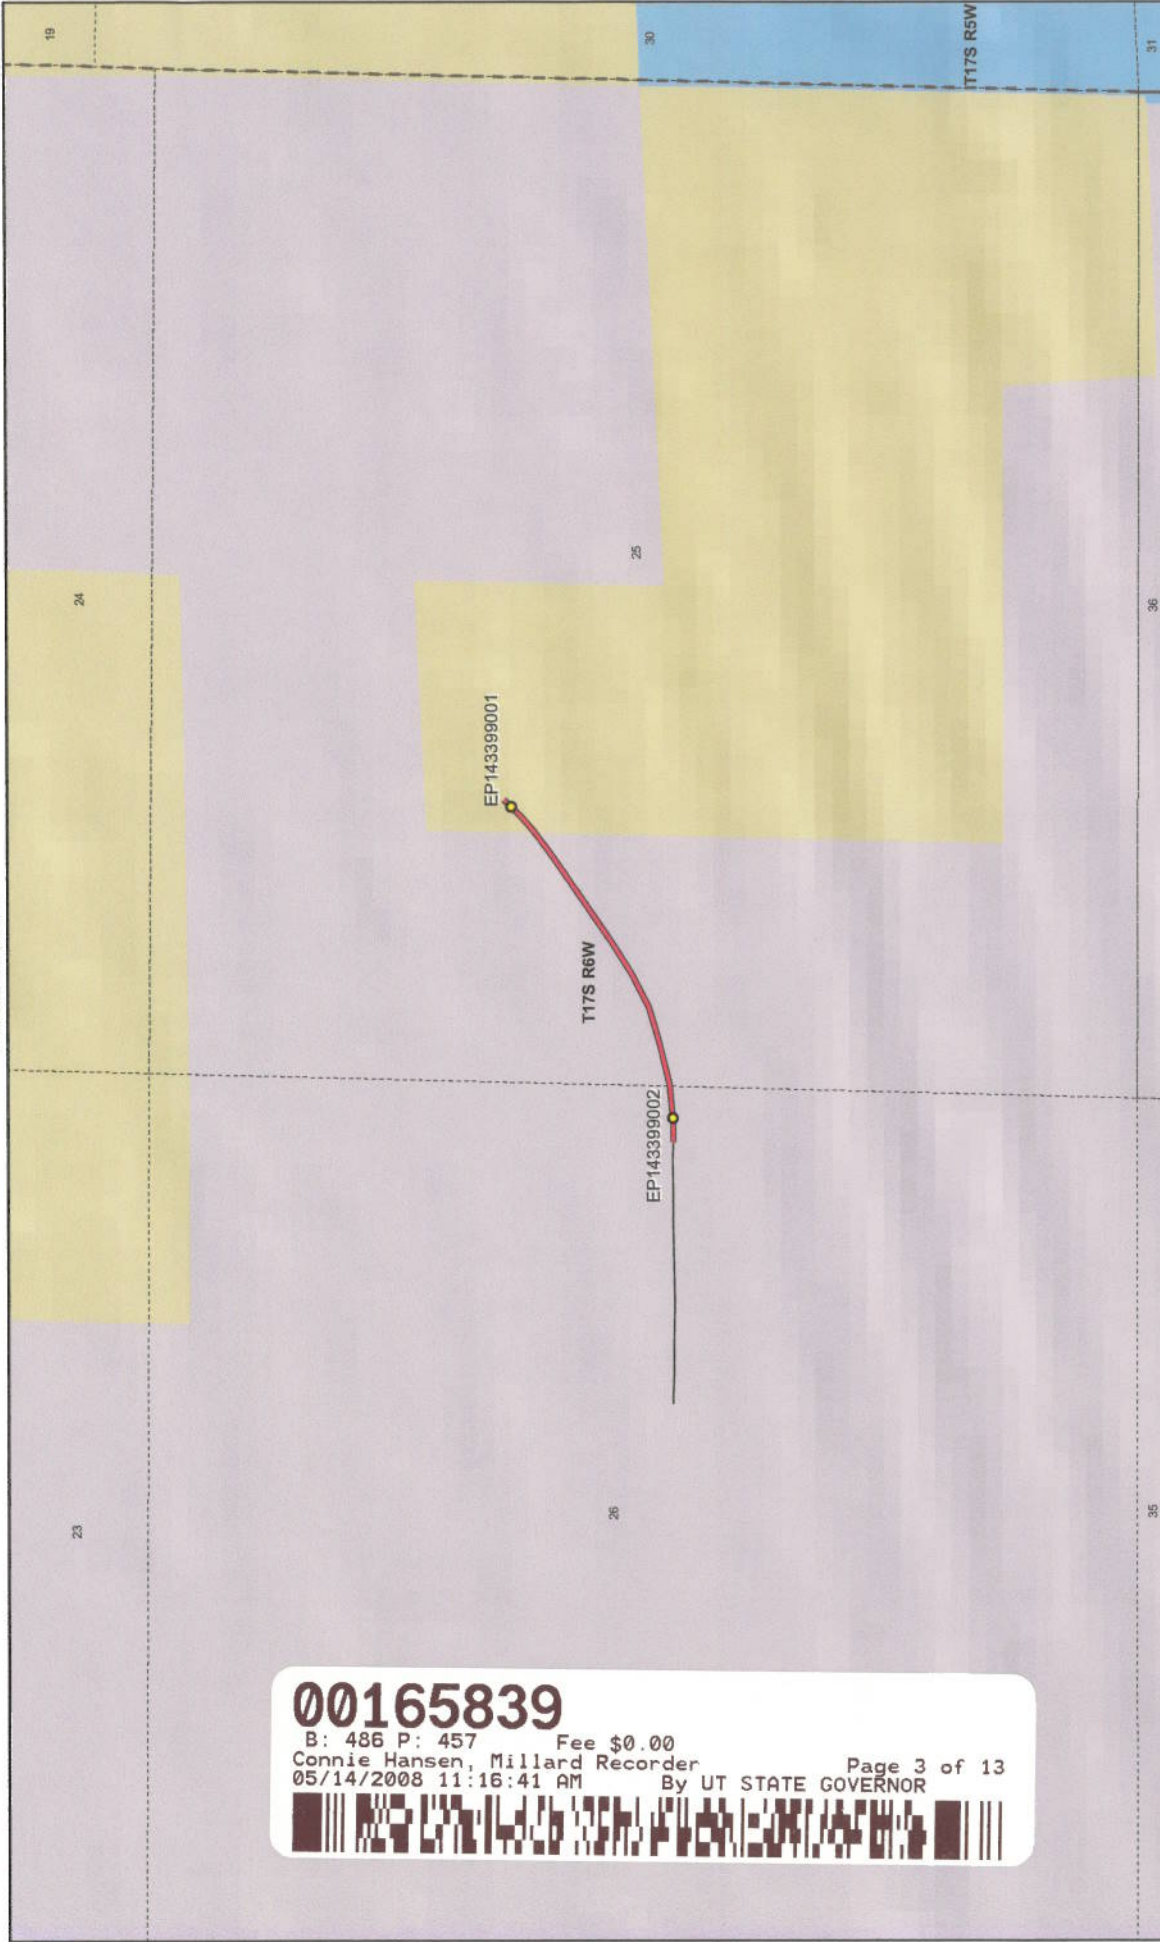 19
30
T17S R5W
31
24
25
36
EP143399001
T17S R6W
EP143399002
23
26
35
00165839
B: 486 P: 457 Fee $0.00
Connie Hansen, Millard Recorder Page 3 of 13
05/14/2008 11:16:41 AM By UT STATE GOVERNOR